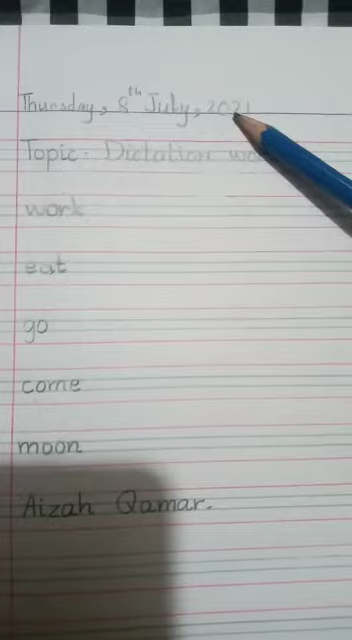 Thursday, 8th July, 2021
Topic: Dictation
work
eat
go
come
moon
Aizah Qamar.